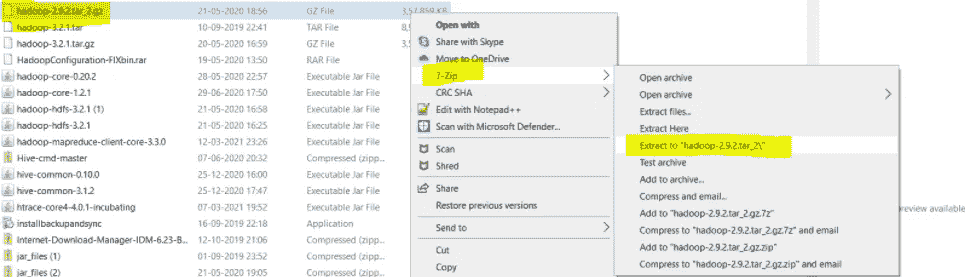 hadoop-2.9.2.tar_2.gz 21-05-2020 18:56 GZ File 3,57,859 KB
hadoop-3.2.1.tar 10-09-2019 22:41 TAR File 8,
hadoop-3.2.1.tar.gz 20-05-2020 16:59 GZ File 3,5
HadoopConfiguration-FIXbin.rar 19-05-2020 13:50 RAR File
hadoop-core-0.20.2 28-05-2020 22:57 Executable Jar File
hadoop-core-1.2.1 29-06-2020 17:50 Executable Jar File
hadoop-hdfs-3.2.1 (1) 21-05-2020 16:58 Executable Jar File
hadoop-hdfs-3.2.1 21-05-2020 16:25 Executable Jar File
hadoop-mapreduce-client-core-3.3.0 12-03-2021 23:26 Executable Jar File
Hive-cmd-master 07-06-2020 20:32 Compressed (zipp
hive-common-0.10.0 25-12-2020 16:00 Executable Jar File
hive-common-3.1.2 25-12-2020 17:47 Executable Jar File
htrace-core4-4.0.1-incubating 07-03-2021 17:35 Executable Jar File
installbackupandsync 16-09-2019 22:18 Application
Internet-Download-Manager-IDM-6.23-B... 12-10-2019 21:06 Compressed (zipp
jar_files (1) 01-09-2019 23:52 Compressed (zipp
jar_files (2) 21-05-2020 19:05 Compressed (zipp
Open with
Share with Skype
Move to OneDrive
7-Zip
CRC SHA
Edit with Notepad++
Scan with Microsoft Defender...
Scan
Shred
Share
Restore previous versions
Send to
Cut
Copy
Open archive
Open archive
Extract files...
Extract Here
Extract to "hadoop-2.9.2.tar_2\"
Test archive
Add to archive...
Compress and email...
Add to "hadoop-2.9.2.tar_2.gz.7z"
Compress to "hadoop-2.9.2.tar_2.gz.7z" and email
Add to "hadoop-2.9.2.tar_2.gz.zip"
Compress to "hadoop-2.9.2.tar_2.gz.zip" and email
preview available